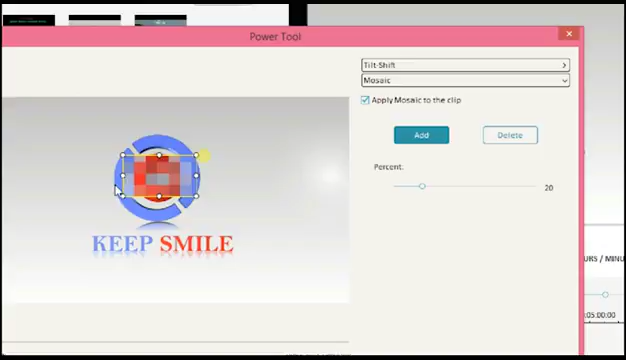 Power Tool
Tilt-Shift
Mosaic
Apply Mosaic to the clip
Add
Delete
Percent.
20
KEEP SMILE
URS / MINU
:05:00:00